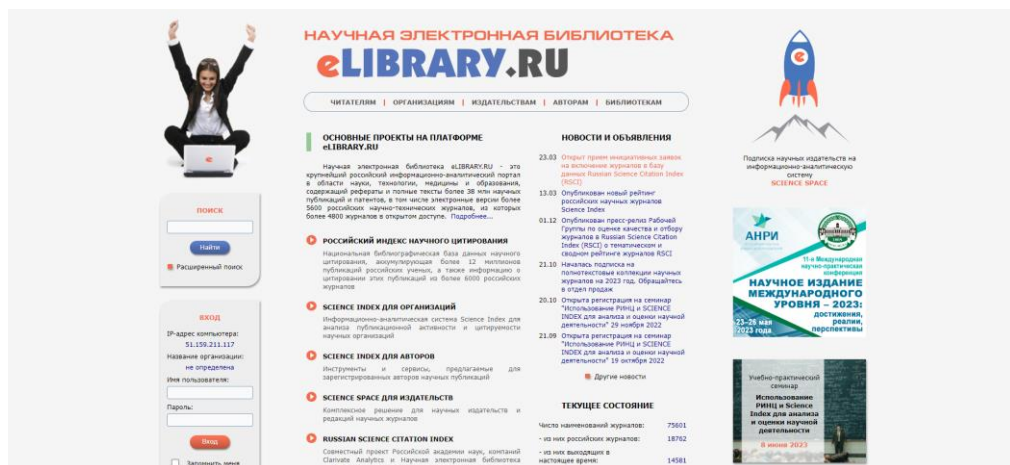 НАУЧНАЯ ЭЛЕКТРОННАЯ БИБЛИОТЕКА
eLIBRARY.RU
ЧИТАТЕЛЯМ | ОРГАНИЗАЦИЯМ | ИЗДАТЕЛЬСТВАМ | АВТОРАМ | БИБЛИОТЕКАМ
e
ПОИСК
Найти
Расширенный поиск
ВХОД
IP-адрес компьютера:
51.159.211.117
Название организации:
не определена
Имя пользователя:
Пароль:
Вход
Запомнить меня
ОСНОВНЫЕ ПРОЕКТЫ НА ПЛАТФОРМЕ
eLIBRARY.RU
Научная электронная библиотека eLIBRARY.RU - это
крупнейший российский информационно-аналитический портал
в области науки, технологии, медицины и образования,
содержащий рефераты и полные тексты более 38 млн научных
публикаций и патентов, в том числе электронные версии более
5600 российских научно-технических журналов, из которых
более 4800 журналов в открытом доступе. Подробнее...
РОССИЙСКИЙ ИНДЕКС НАУЧНОГО ЦИТИРОВАНИЯ
Национальная библиографическая база данных научного
цитирования, аккумулирующая более 12 миллионов
публикаций российских ученых, а также информацию о
цитировании этих публикаций из более 6000 российских
журналов
SCIENCE INDEX ДЛЯ ОРГАНИЗАЦИЙ
Информационно-аналитическая система Science Index для
анализа публикационной активности и цитируемости
научных организаций
SCIENCE INDEX ДЛЯ АВТОРОВ
Инструменты и сервисы, предлагаемые для
зарегистрированных авторов научных публикаций
SCIENCE SPACE ДЛЯ ИЗДАТЕЛЬСТВ
Комплексное решение для научных издательств и
редакций научных журналов
RUSSIAN SCIENCE CITATION INDEX
Совместный проект Российской академии наук, компаний
Clarivate Analytics и Научная электронная библиотека
НОВОСТИ И ОБЪЯВЛЕНИЯ
23.03 Открыт прием инициативных заявок
на включение журналов в базу
данных Russian Science Citation Index
(RSCI)
13.03 Опубликован новый рейтинг
российских научных журналов
Science Index
01.12 Опубликован пресс-релиз Рабочей
Группы по оценке качества и отбору
журналов в Russian Science Citation
Index (RSCI) о тематическом и
сводном рейтинге журналов RSCI
21.10 Началась подписка на
полнотекстовые коллекции научных
журналов на 2023 год. Обращайтесь
в отдел продаж
20.10 Открыта регистрация на семинар
"Использование РИНЦ и SCIENCE
INDEX для анализа и оценки научной
деятельности" 29 ноября 2022
21.09 Открыта регистрация на семинар
"Использование РИНЦ и SCIENCE
INDEX для анализа и оценки научной
деятельности" 19 октября 2022
Другие новости
ТЕКУЩЕЕ СОСТОЯНИЕ
Число наименований журналов: 75601
- из них российских журналов: 18762
- из них выходящих в
настоящее время: 14581
e
Подписка научных издательств на
информационно-аналитическую
систему
SCIENCE SPACE
АНРИ
11-я Международная
научно-практическая
конференция
НАУЧНОЕ ИЗДАНИЕ
МЕЖДУНАРОДНОГО
УРОВНЯ – 2023:
достижения,
реалии,
перспективы
23–26 мая
2023 года
Учебно-практический
семинар
Использование
РИНЦ и Science
Index для анализа
и оценки научной
деятельности
8 июня 2023